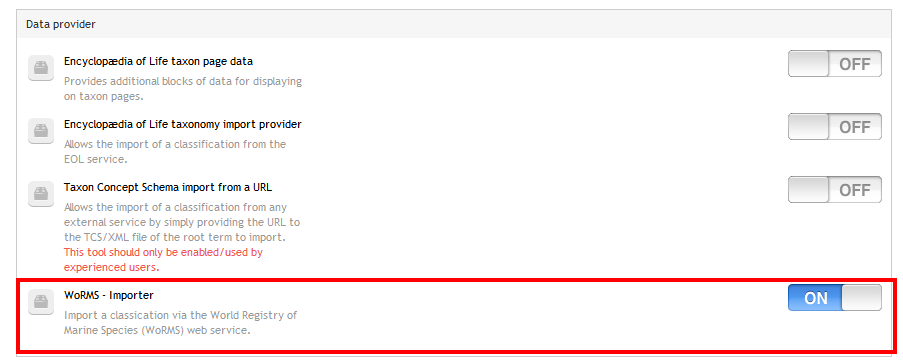 Data provider
Encyclopædia of Life taxon page data
OFF
Provides additional blocks of data for displaying
on taxon pages.
Encyclopædia of Life taxonomy import provider
OFF
Allows the import of a classification from the
EOL service.
Taxon Concept Schema import from a URL
OFF
Allows the import of a classification from any
external service by simply providing the URL to
the TCS/XML file of the root term to import.
This tool should only be enabled/used by
experienced users.
WoRMS - Importer
ON
Import a classication via the World Registry of
Marine Species (WoRMS) web service.